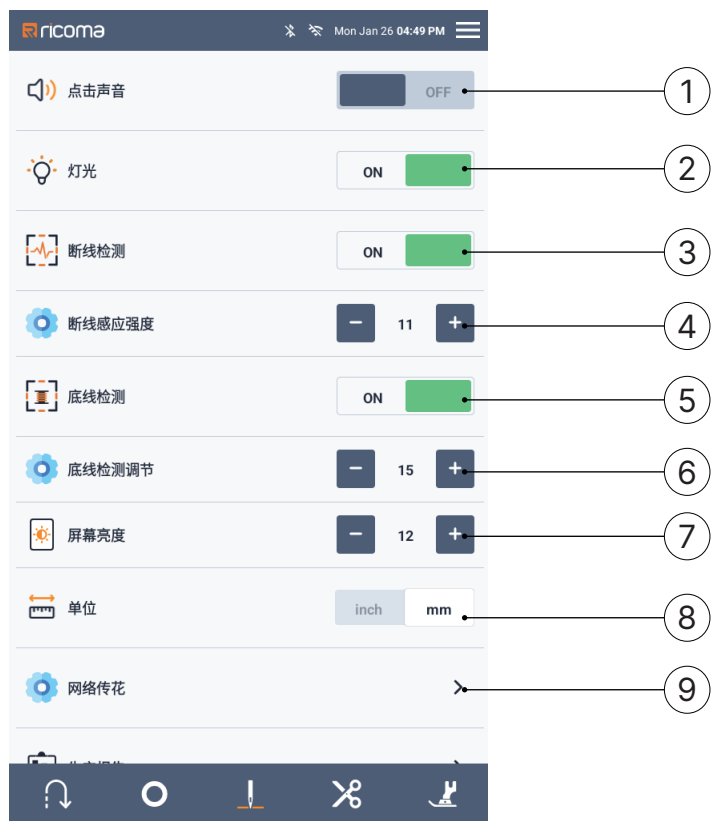 ricoma
Mon Jan 26 04:49 PM
点击声音 OFF 1
灯光 ON 2
断线检测 ON 3
断线感应强度 − 11 + 4
底线检测 ON 5
底线检测调节 − 15 + 6
屏幕亮度 − 12 + 7
单位 inch mm 8
网络传花 9